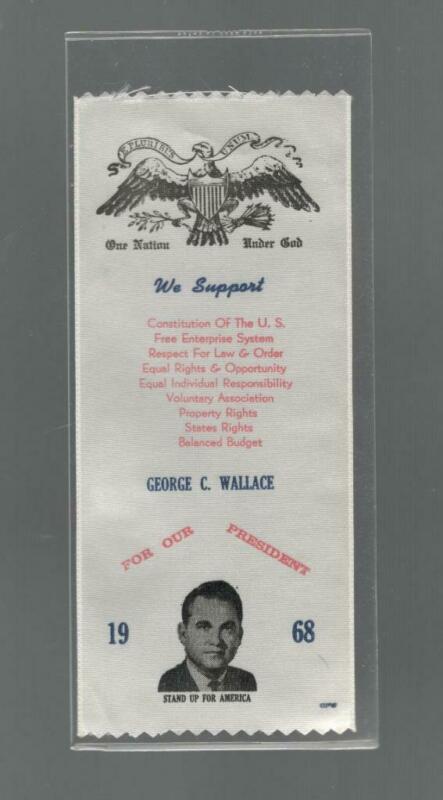 E PLURIBUS UNUM
One Nation Under God
We Support
Constitution Of The U. S.
Free Enterprise System
Respect For Law & Order
Equal Rights & Opportunity
Equal Individual Responsibility
Voluntary Association
Property Rights
States Rights
Balanced Budget
GEORGE C. WALLACE
FOR OUR PRESIDENT
19 68
STAND UP FOR AMERICA